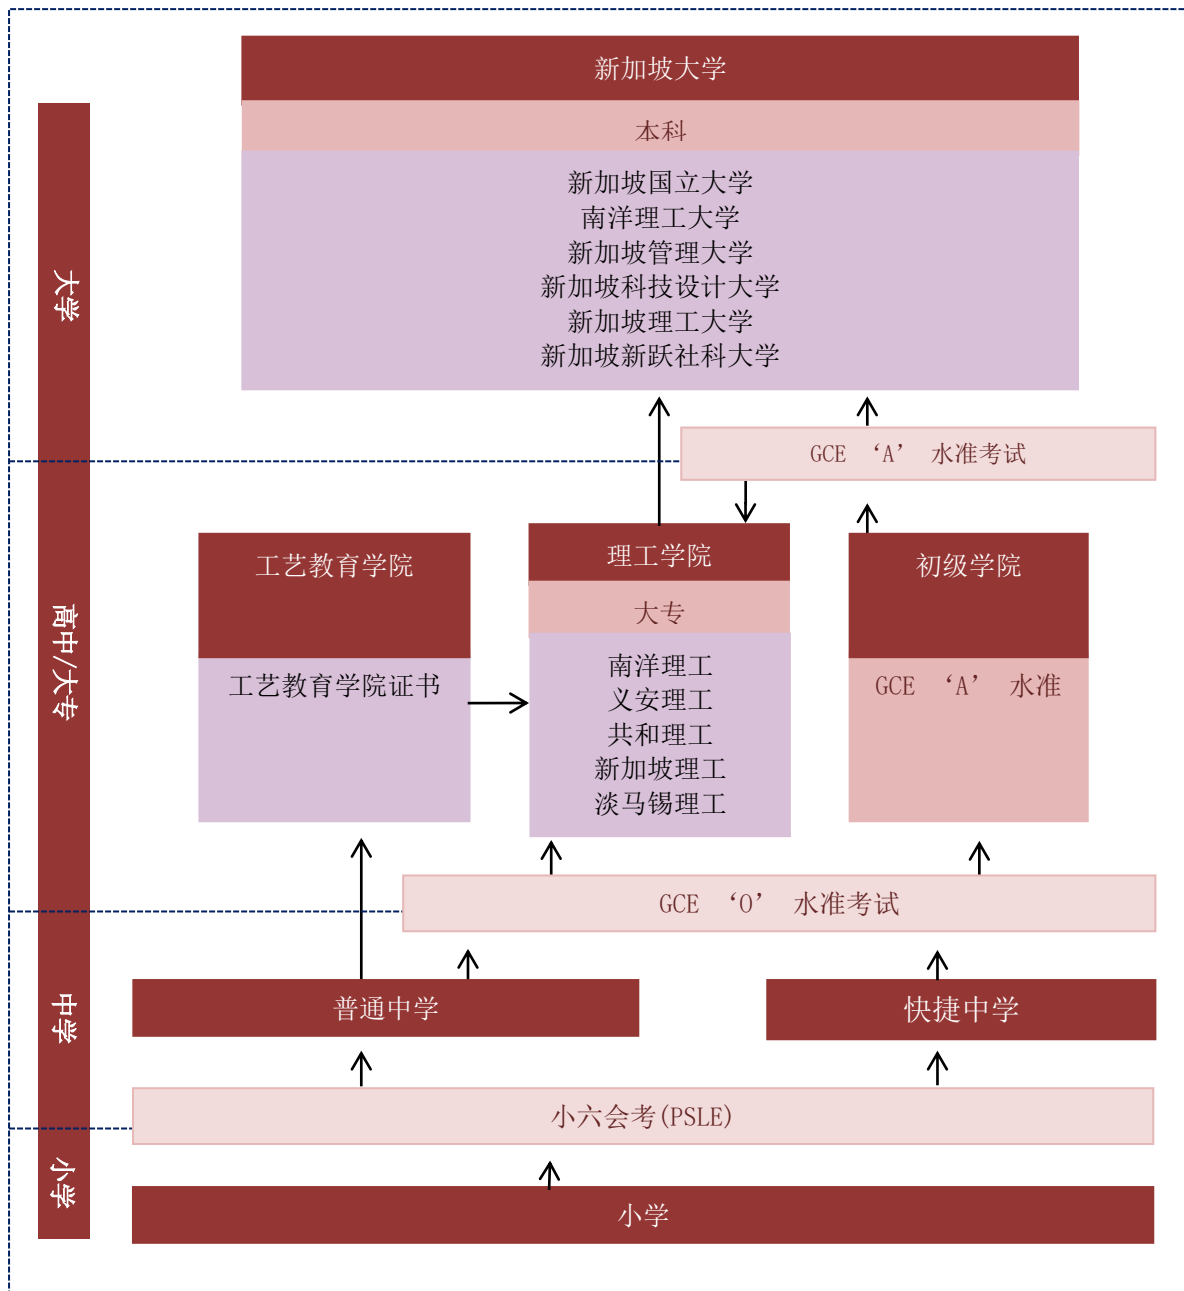 新加坡大学
本科
新加坡国立大学
南洋理工大学
新加坡管理大学
新加坡科技设计大学
新加坡理工大学
新加坡新跃社科大学
大学
GCE ‘A’ 水准考试
高中/大专
工艺教育学院
工艺教育学院证书
理工学院
大专
南洋理工
义安理工
共和理工
新加坡理工
淡马锡理工
初级学院
GCE ‘A’ 水准
GCE ‘O’ 水准考试
中学
普通中学
快捷中学
小六会考(PSLE)
小学
小学